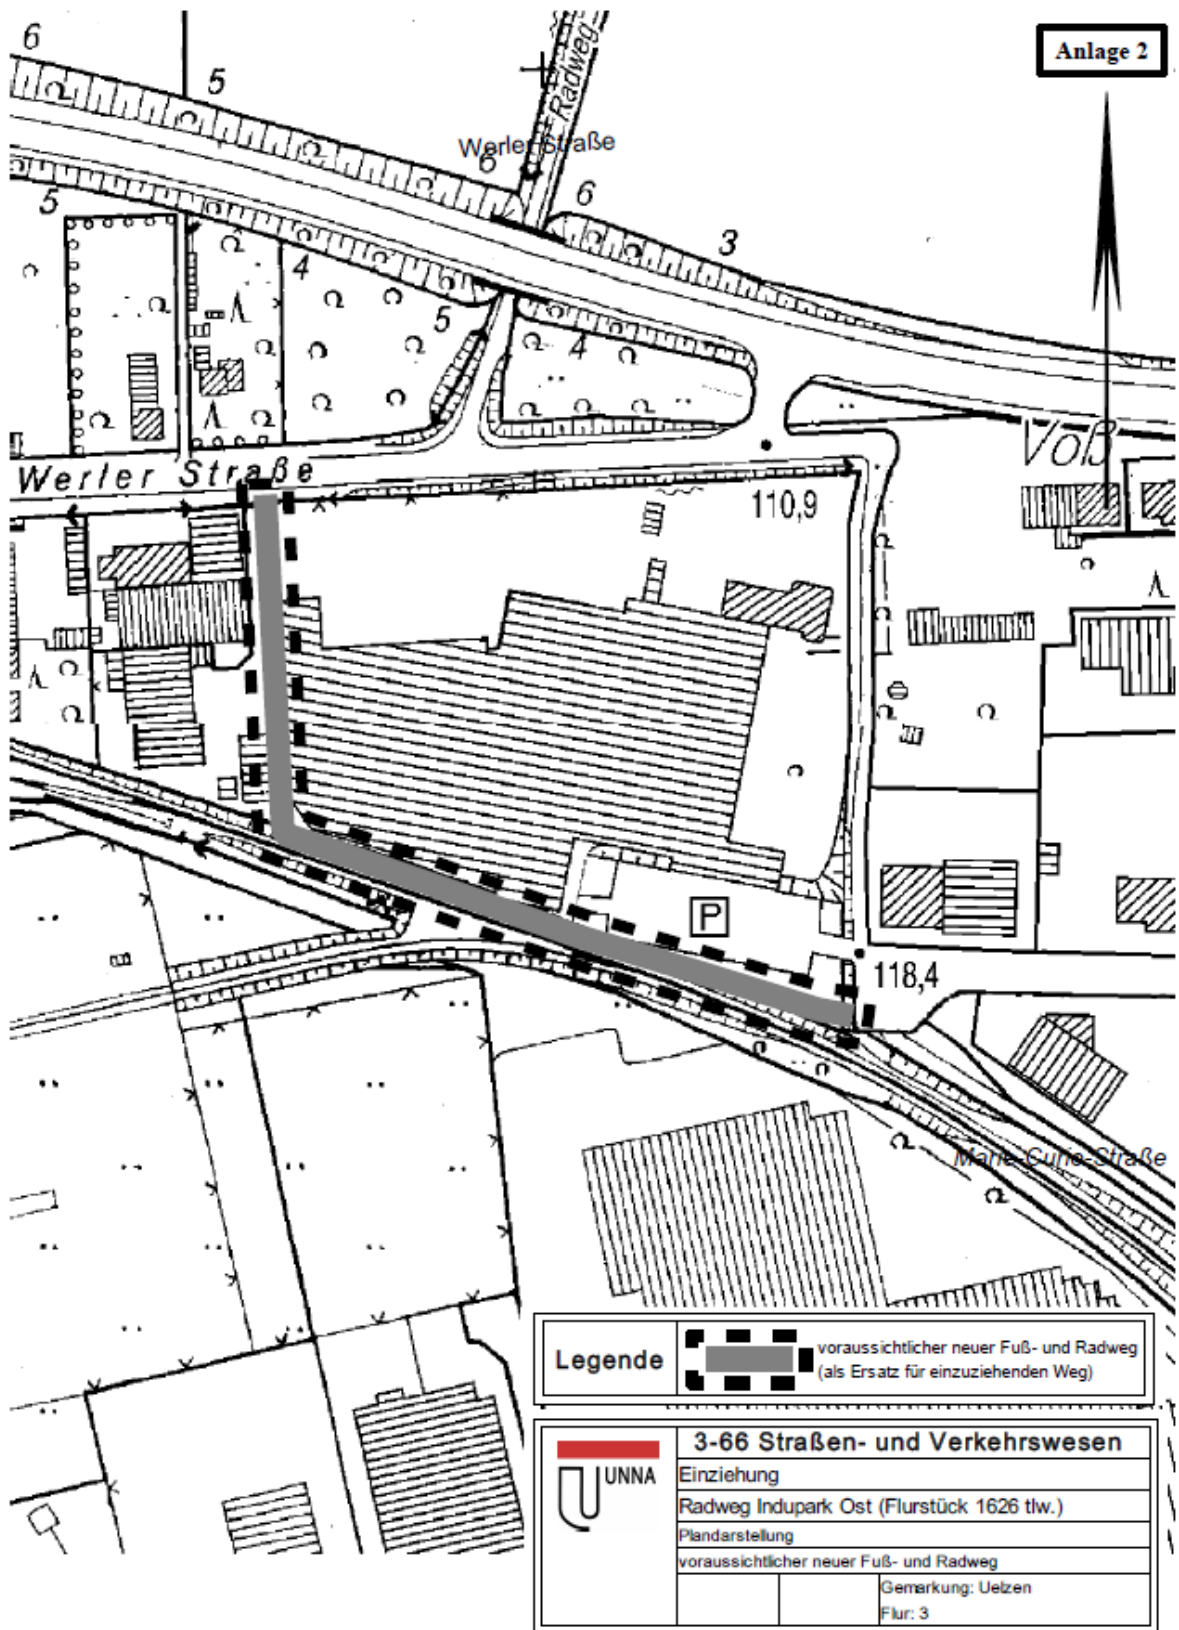 Anlage 2
6
5
Radweg
Werler Straße
6
6
5
3
4
5
4
Voß
Werler Straße
110,9
P
118,4
Marie-Curie-Straße
Legende
voraussichtlicher neuer Fuß- und Radweg
(als Ersatz für einzuziehenden Weg)
UNNA
3-66 Straßen- und Verkehrswesen
Einziehung
Radweg Indupark Ost (Flurstück 1626 tlw.)
Plandarstellung
voraussichtlicher neuer Fuß- und Radweg
Gemarkung: Uelzen
Flur: 3